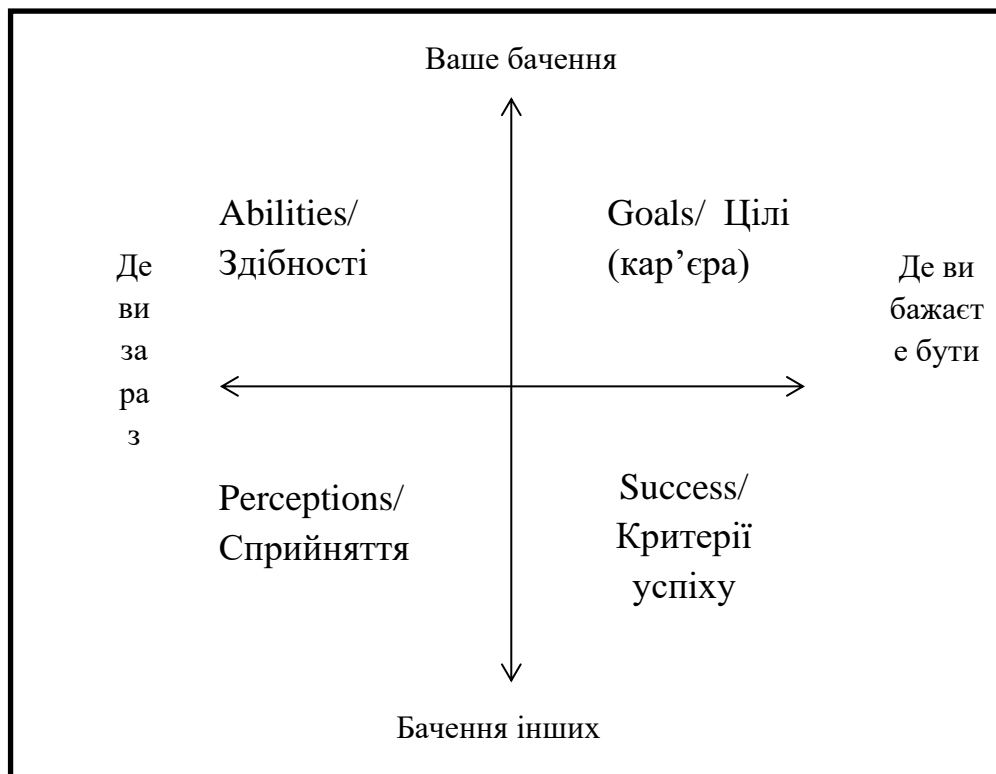 Ваше бачення
Abilities/
Здібності
Goals/ Цілі
(кар’єра)
Де
ви
за
ра
з
Де ви
бажаєт
е бути
Perceptions/
Сприйняття
Success/
Критерії
успіху
Бачення інших